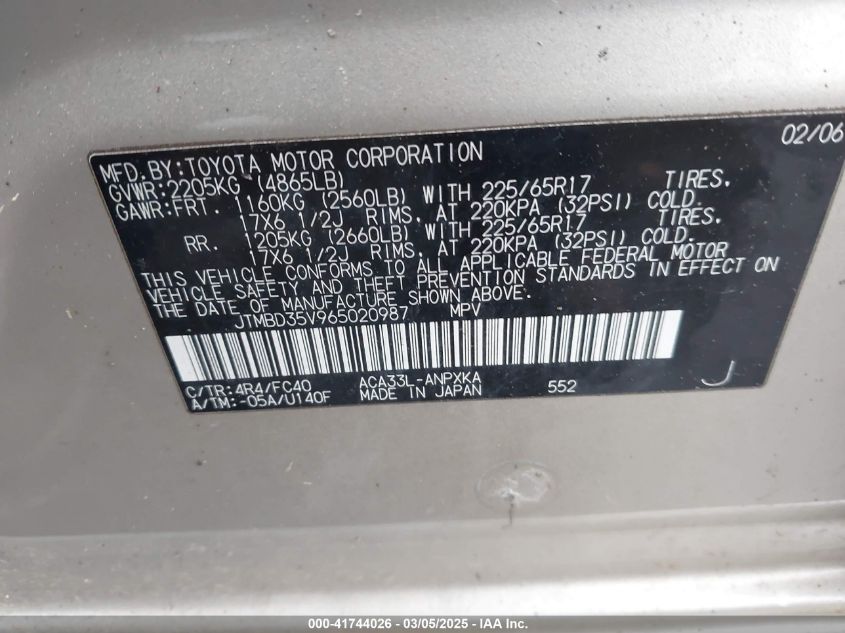 02/06
MFD. BY: TOYOTA MOTOR CORPORATION
GVWR: 2205KG (4865LB)
GAWR: FRT. 1160KG (2560LB) WITH 225/65R17 TIRES.
17X6 1/2J RIMS. AT 220KPA (32PSI) COLD.
RR. 1205KG (2660LB) WITH 225/65R17 TIRES.
17X6 1/2J RIMS. AT 220KPA (32PSI) COLD.
THIS VEHICLE CONFORMS TO ALL APPLICABLE FEDERAL MOTOR
VEHICLE SAFETY AND THEFT PREVENTION STANDARDS IN EFFECT ON
THE DATE OF MANUFACTURE SHOWN ABOVE.
JTMBD35V965020987 MPV
C/TR: 4R4/FC40 ACA33L-ANPXKA 552 J
A/TM: -05A/U140F MADE IN JAPAN
000-41744026 - 03/05/2025 - IAA Inc.